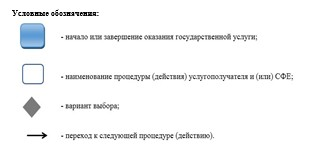 Условные обозначения:
- начало или завершение оказания государственной услуги;
- наименование процедуры (действия) услугополучателя и (или) СФЕ;
- вариант выбора;
- переход к следующей процедуре (действию).